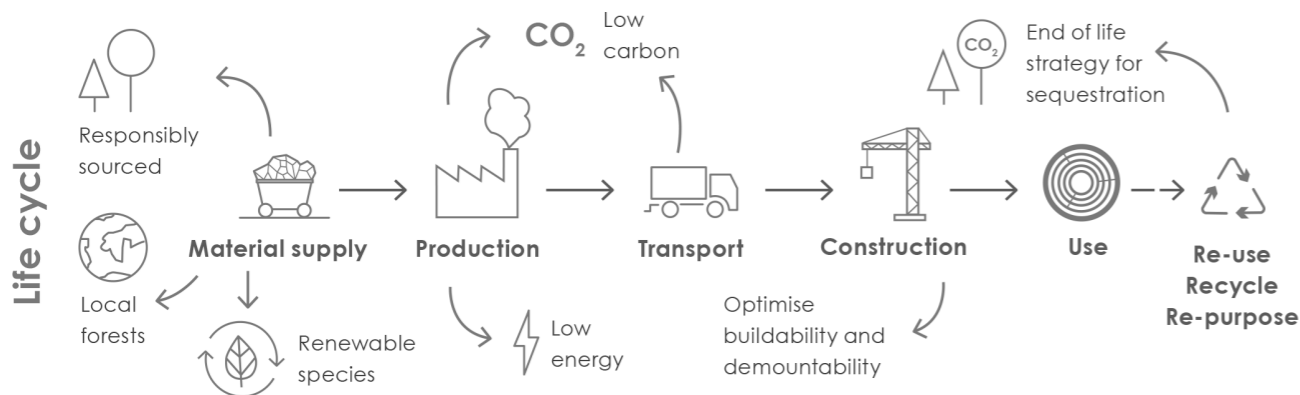 Life cycle
Responsibly
sourced
Local
forests
Material supply
Renewable
species
Production
CO₂
Low
carbon
Low
energy
Transport
Construction
Optimise
buildability and
demountability
Use
CO₂
End of life
strategy for
sequestration
Re-use
Recycle
Re-purpose